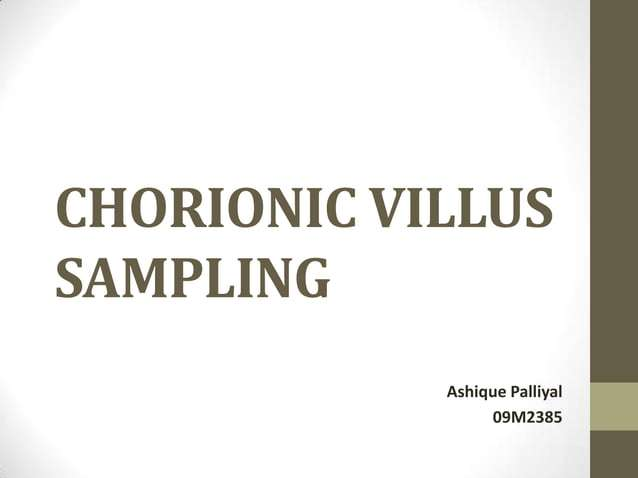 CHORIONIC VILLUS
SAMPLING
Ashique Palliyal
09M2385